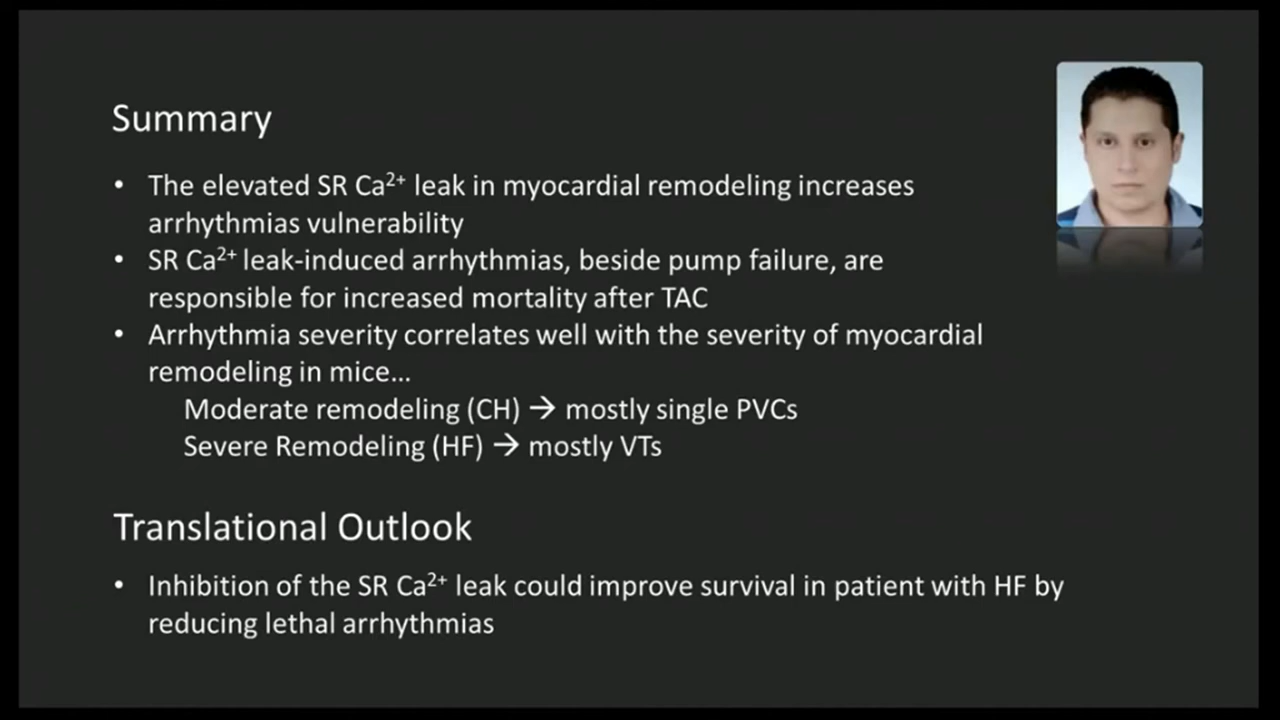 Summary
• The elevated SR Ca²⁺ leak in myocardial remodeling increases
arrhythmias vulnerability
• SR Ca²⁺ leak-induced arrhythmias, beside pump failure, are
responsible for increased mortality after TAC
• Arrhythmia severity correlates well with the severity of myocardial
remodeling in mice...
Moderate remodeling (CH) → mostly single PVCs
Severe Remodeling (HF) → mostly VTs
Translational Outlook
• Inhibition of the SR Ca²⁺ leak could improve survival in patient with HF by
reducing lethal arrhythmias